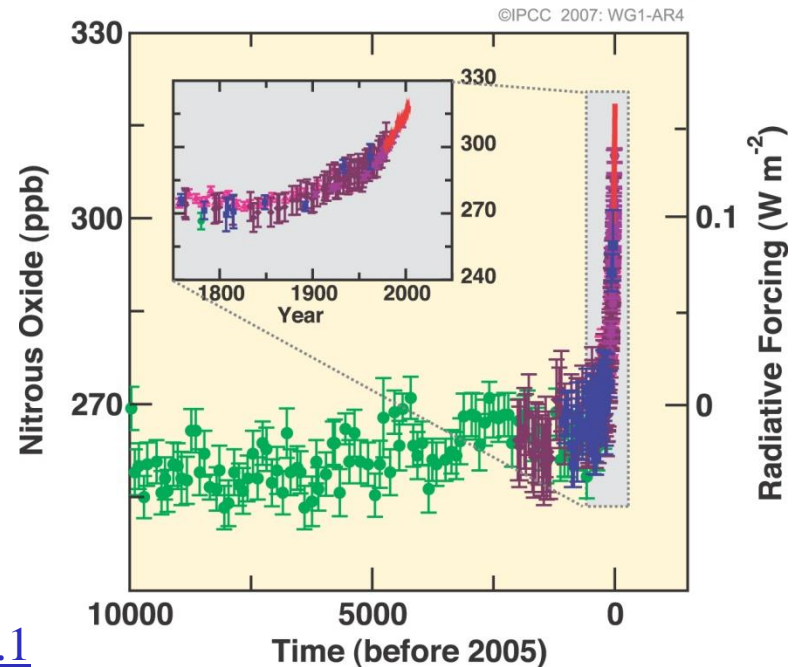 ©IPCC 2007: WG1-AR4
330
300
270
Nitrous Oxide (ppb)
330
300
270
240
1800 1900 2000
Year
0.1
0
Radiative Forcing (W m⁻²)
10000 5000 0
Time (before 2005)
.1